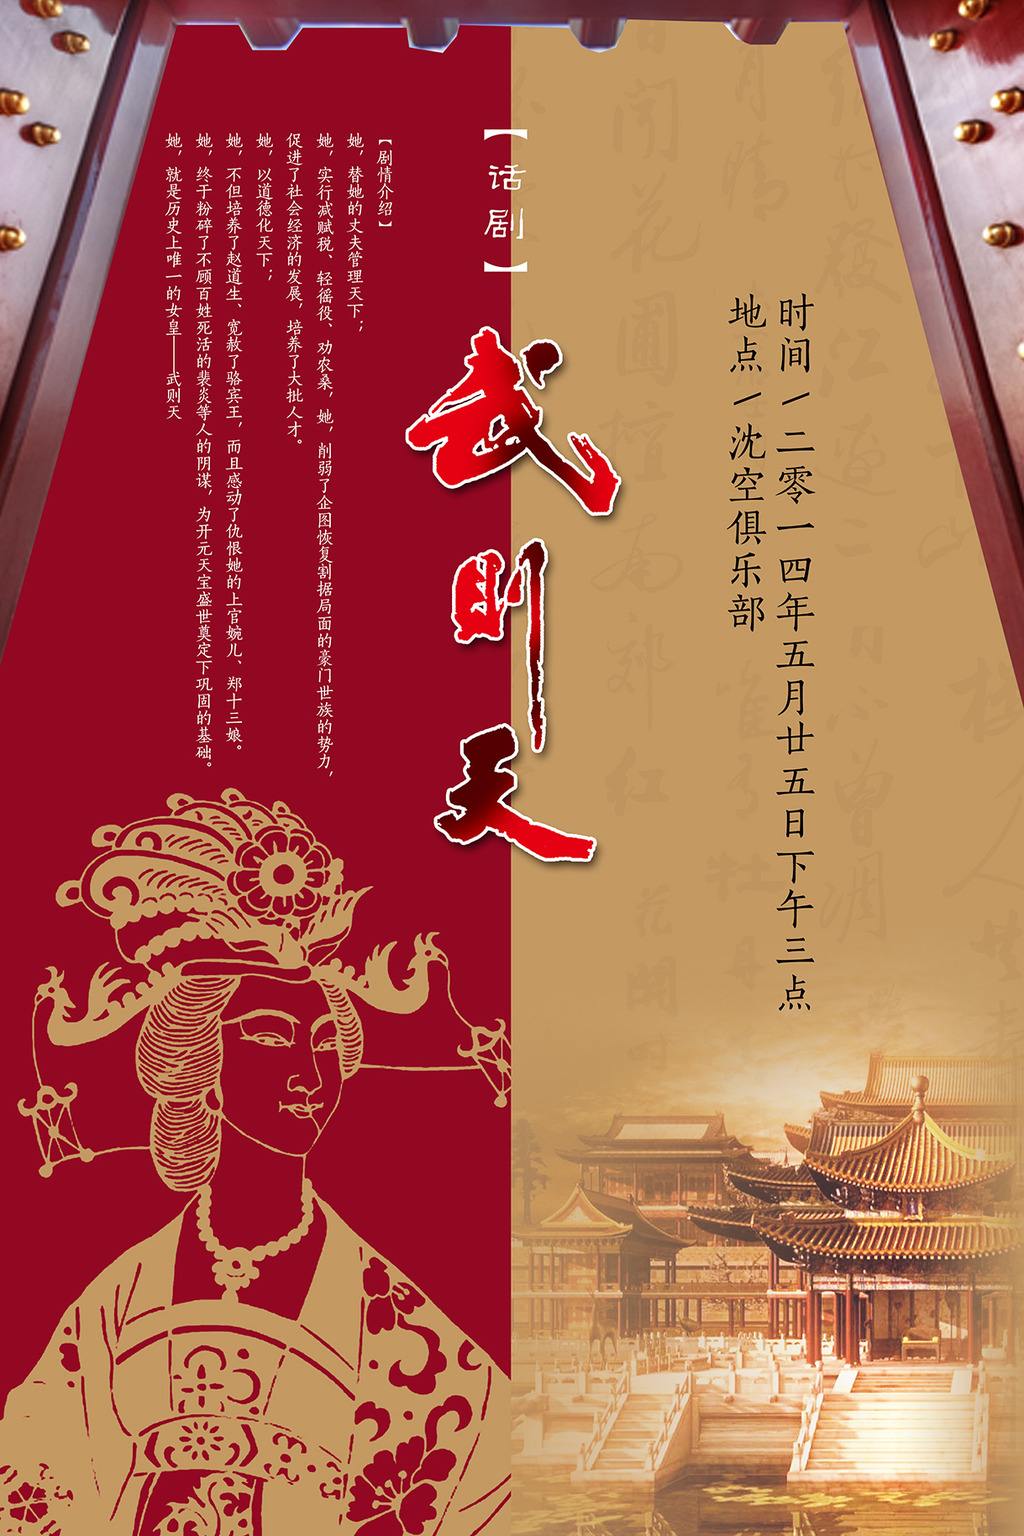 时间/二零一四年五月廿五日下午三点
地点/沈空俱乐部
【话剧】
武则天
【剧情介绍】
她，替她的丈夫管理天下；
她，实行减赋税、轻徭役、劝农桑，她，削弱了企图恢复割据局面的豪门世族的势力，
促进了社会经济的发展，培养了大批人才。
她，以道德化天下；
她，不但培养了赵道生、宽赦了骆宾王，而且感动了仇恨她的上官婉儿、郑十三娘。
她，终于粉碎了不顾百姓死活的裴炎等人的阴谋，为开元天宝盛世奠定下巩固的基础。
她，就是历史上唯一的女皇——武则天